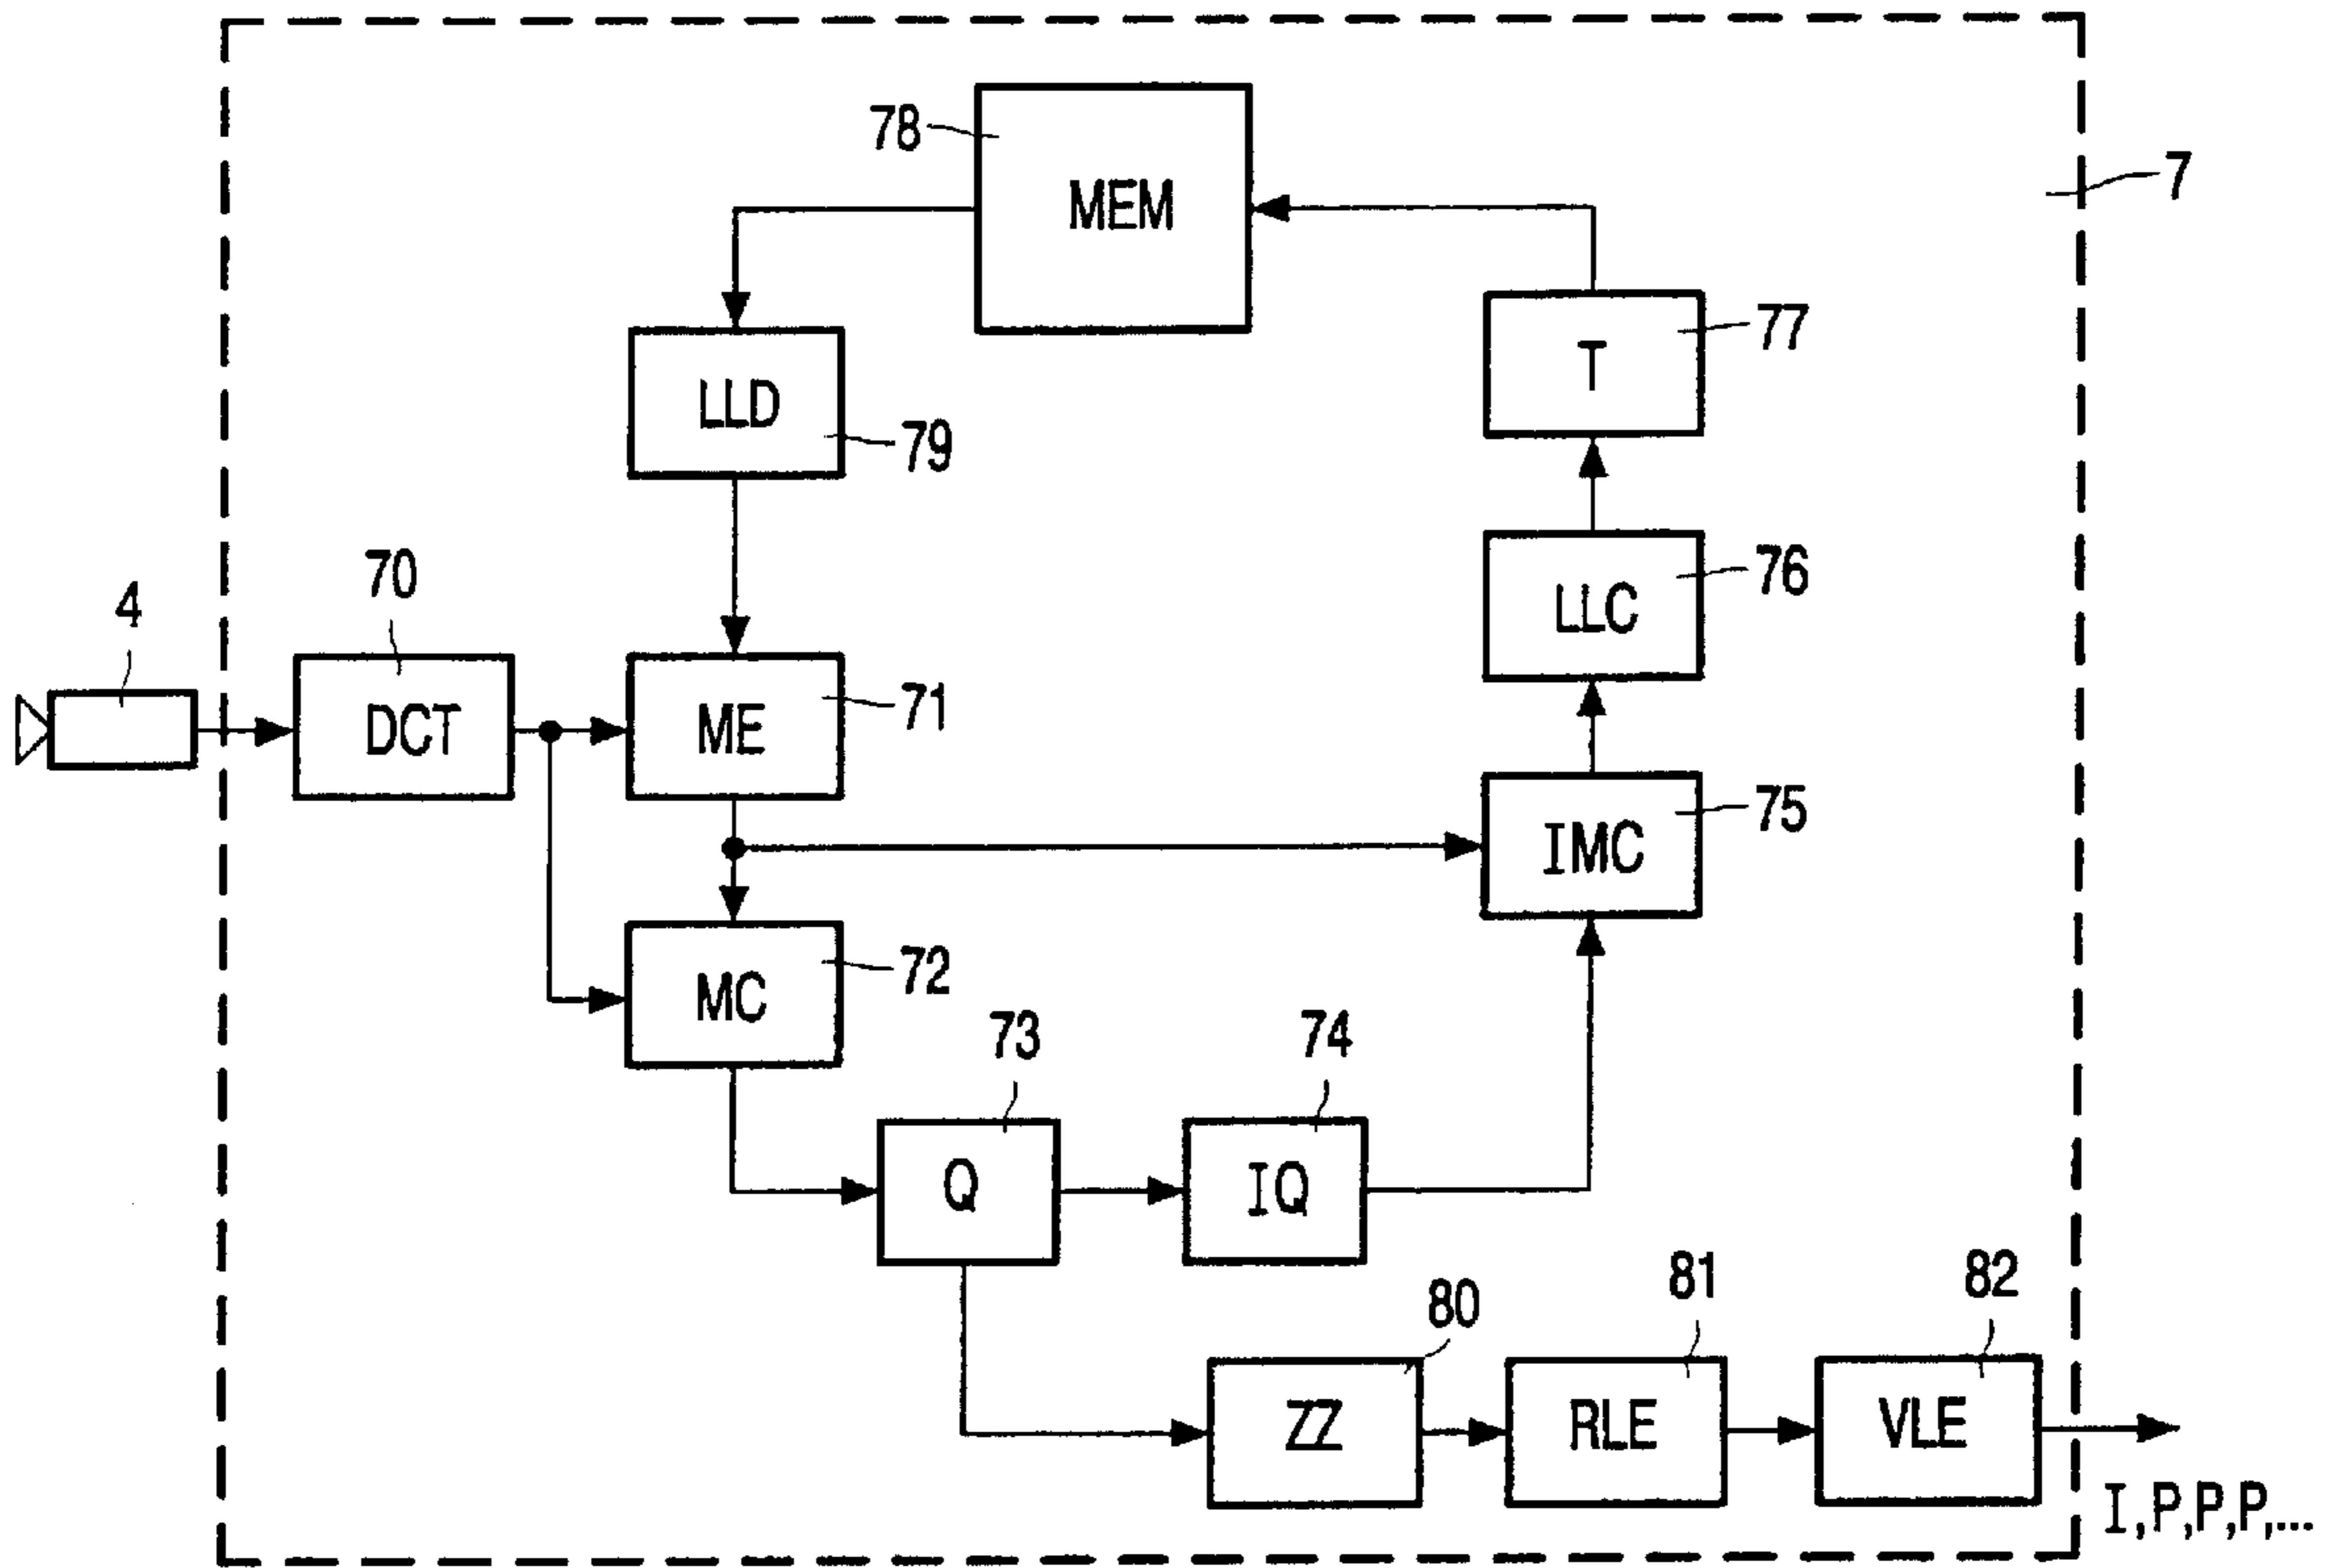 78
MEM
7
T
77
LLD
79
70
4
LLC
76
DCT
ME
71
IMC
75
MC
72
73
74
Q
IQ
80
81
82
ZZ
RLE
VLE
I,P,P,P,...